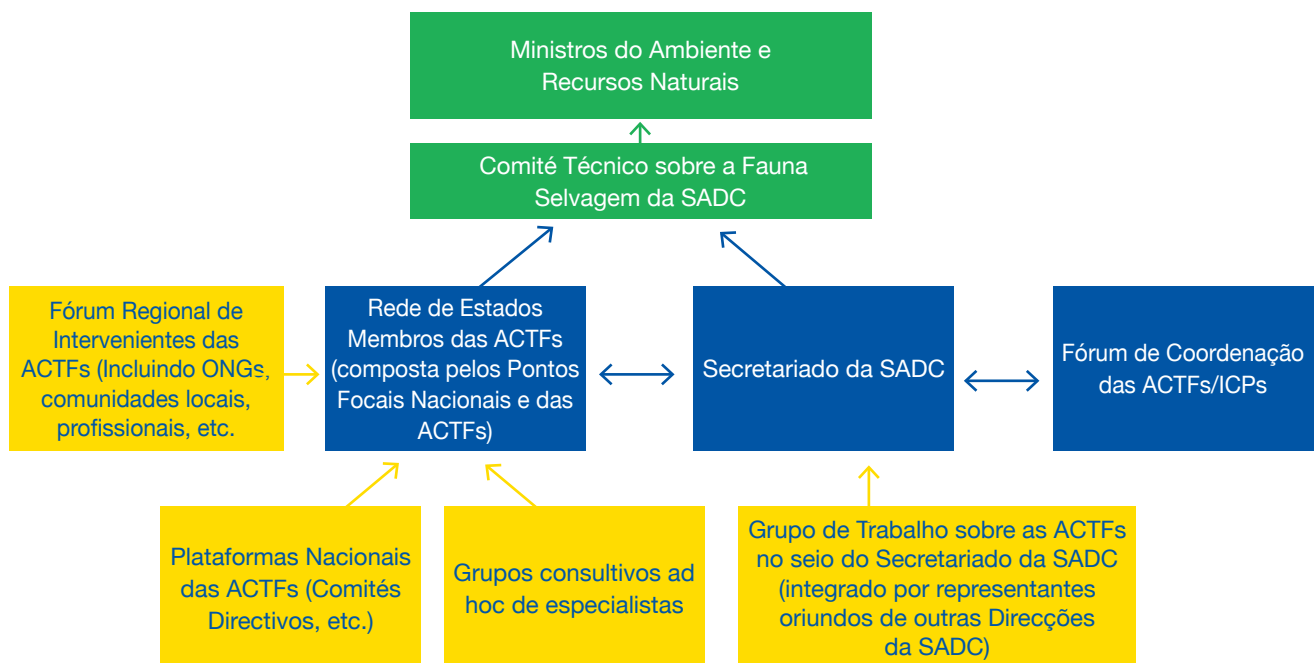 Ministros do Ambiente e
Recursos Naturais
Comité Técnico sobre a Fauna
Selvagem da SADC
Fórum Regional de
Intervenientes das
ACTFs (Incluindo ONGs,
comunidades locais,
profissionais, etc.
Rede de Estados
Membros das ACTFs
(composta pelos Pontos
Focais Nacionais e das
ACTFs)
Secretariado da SADC
Fórum de Coordenação
das ACTFs/ICPs
Plataformas Nacionais
das ACTFs (Comités
Directivos, etc.)
Grupos consultivos ad
hoc de especialistas
Grupo de Trabalho sobre as ACTFs
no seio do Secretariado da SADC
(integrado por representantes
oriundos de outras Direcções
da SADC)